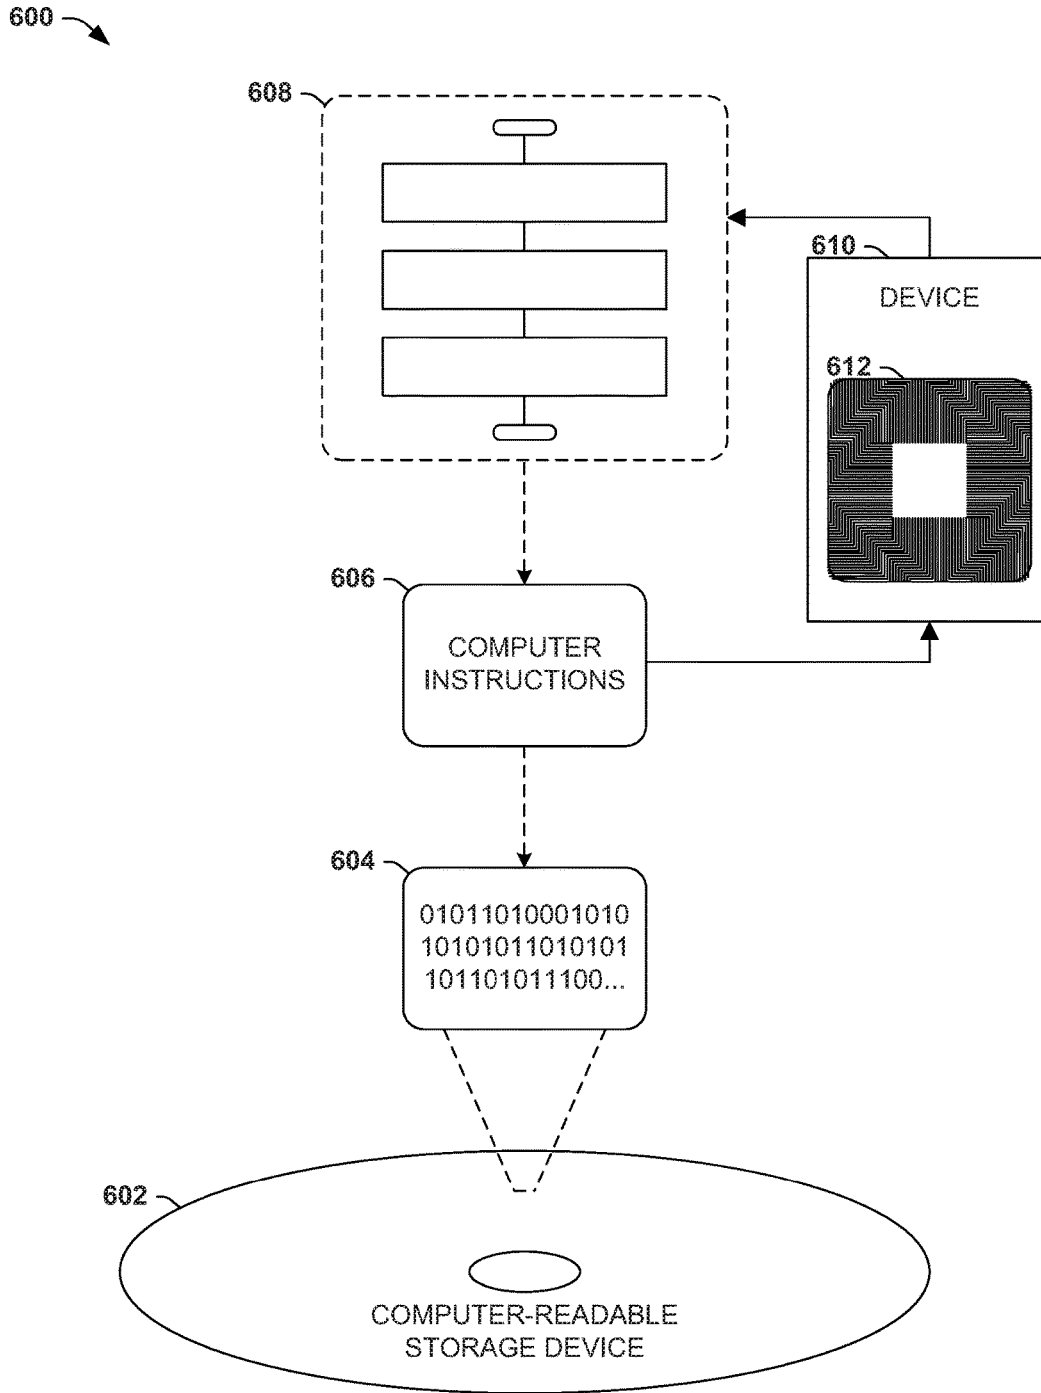 600
608
610
DEVICE
612
606
COMPUTER
INSTRUCTIONS
604
01011010001010
10101011010101
101101011100...
602
COMPUTER-READABLE
STORAGE DEVICE